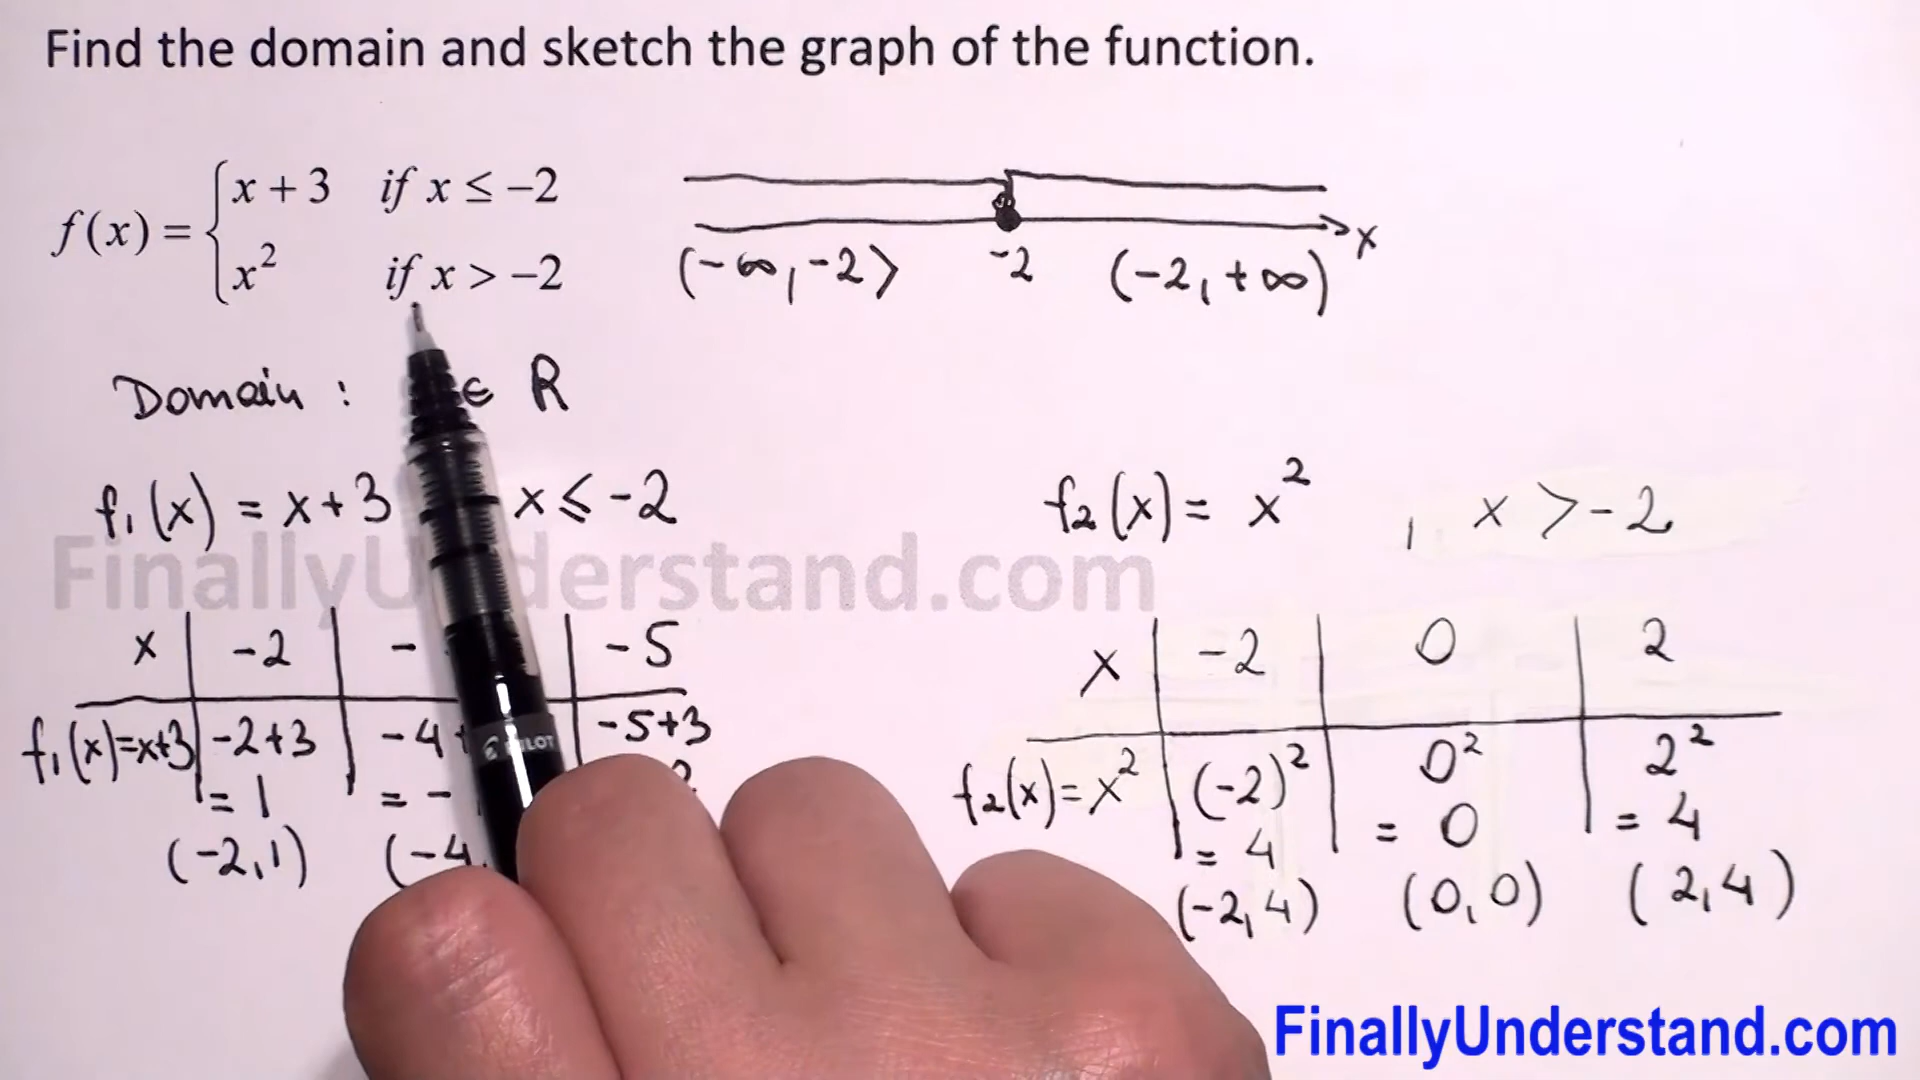 Find the domain and sketch the graph of the function.
f(x) = { x + 3 if x ≤ −2
x² if x > −2
x
(-∞, -2⟩ -2 (-2, +∞)
Domain : ∈ R
f₁(x) = x+3 x ≤ -2
f₂(x) = x² , x > -2
FinallyUnderstand.com
x | -2 | - | -5
f₁(x)=x+3 | -2+3 | -4 | -5+3
= 1 = -
(-2,1) (-4,
x | -2 | 0 | 2
f₂(x)=x² | (-2)² | 0² | 2²
= 4 = 0 = 4
(-2,4) (0,0) (2,4)
PILOT
FinallyUnderstand.com